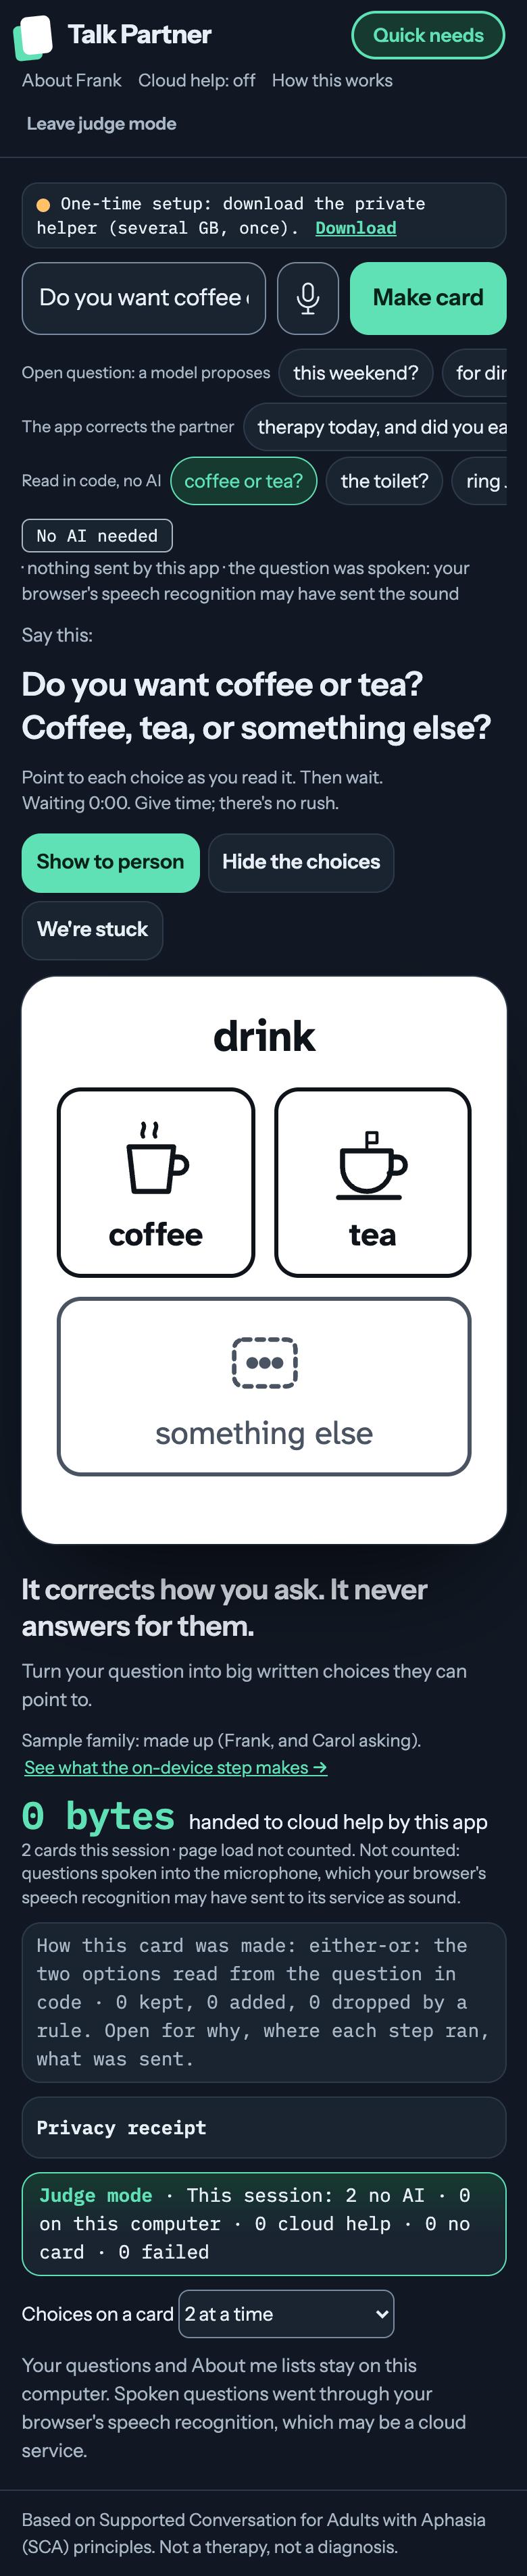 Talk Partner
Quick needs
About Frank Cloud help: off How this works
Leave judge mode
One-time setup: download the private
helper (several GB, once). Download
Do you want coffee
Make card
Open question: a model proposes this weekend? for
The app corrects the partner therapy today, and did you
Read in code, no AI coffee or tea? the toilet? ring
No AI needed
· nothing sent by this app · the question was spoken: your
browser's speech recognition may have sent the sound
Say this:
Do you want coffee or tea?
Coffee, tea, or something else?
Point to each choice as you read it. Then wait.
Waiting 0:00. Give time; there's no rush.
Show to person
Hide the choices
We're stuck
drink
coffee
tea
something else
It corrects how you ask. It never
answers for them.
Turn your question into big written choices they can
point to.
Sample family: made up (Frank, and Carol asking).
See what the on-device step makes →
0 bytes handed to cloud help by this app
2 cards this session · page load not counted. Not counted:
questions spoken into the microphone, which your browser's
speech recognition may have sent to its service as sound.
How this card was made: either-or: the
two options read from the question in
code · 0 kept, 0 added, 0 dropped by a
rule. Open for why, where each step ran,
what was sent.
Privacy receipt
Judge mode · This session: 2 no AI · 0
on this computer · 0 cloud help · 0 no
card · 0 failed
Choices on a card 2 at a time
Your questions and About me lists stay on this
computer. Spoken questions went through your
browser's speech recognition, which may be a cloud
service.
Based on Supported Conversation for Adults with Aphasia
(SCA) principles. Not a therapy, not a diagnosis.